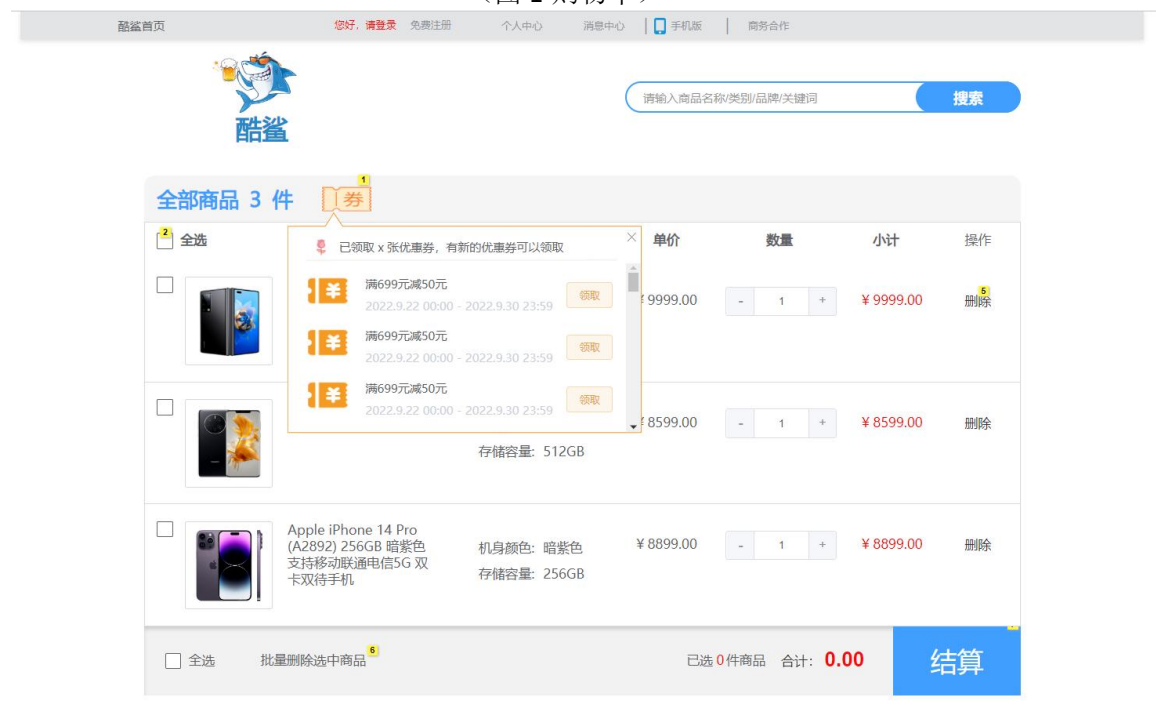 (图2 购物车)
酷鲨首页 您好，请登录 免费注册 个人中心 消息中心 手机版 商务合作
酷鲨
请输入商品名称/类别/品牌/关键词 搜索
全部商品 3 件 券 1
2 全选 单价 数量 小计 操作
已领取 x 张优惠券，有新的优惠券可以领取
满699元减50元
2022.9.22 00:00 - 2022.9.30 23:59 领取
¥ 9999.00 - 1 + ¥ 9999.00 删除 5
满699元减50元
2022.9.22 00:00 - 2022.9.30 23:59 领取
满699元减50元
2022.9.22 00:00 - 2022.9.30 23:59 领取
¥ 8599.00 - 1 + ¥ 8599.00 删除
存储容量: 512GB
Apple iPhone 14 Pro
(A2892) 256GB 暗紫色
支持移动联通电信5G 双
卡双待手机
机身颜色: 暗紫色
存储容量: 256GB
¥ 8899.00 - 1 + ¥ 8899.00 删除
全选 批量删除选中商品 6 已选 0 件商品 合计: 0.00 结算